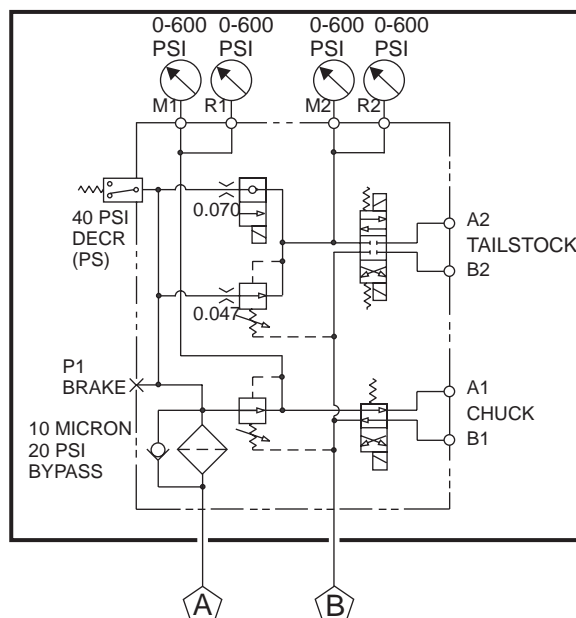 0-600
PSI
0-600
PSI
0-600
PSI
0-600
PSI
M1
R1
M2
R2
0.070
40 PSI
DECR
(PS)
A2
TAILSTOCK
B2
0.047
P1
BRAKE
A1
CHUCK
B1
10 MICRON
20 PSI
BYPASS
A
B